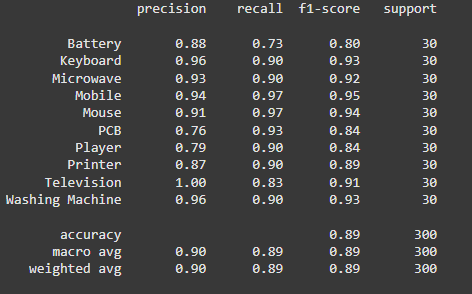 precision recall f1-score support
Battery 0.88 0.73 0.80 30
Keyboard 0.96 0.90 0.93 30
Microwave 0.93 0.90 0.92 30
Mobile 0.94 0.97 0.95 30
Mouse 0.91 0.97 0.94 30
PCB 0.76 0.93 0.84 30
Player 0.79 0.90 0.84 30
Printer 0.87 0.90 0.89 30
Television 1.00 0.83 0.91 30
Washing Machine 0.96 0.90 0.93 30
accuracy 0.89 300
macro avg 0.90 0.89 0.89 300
weighted avg 0.90 0.89 0.89 300